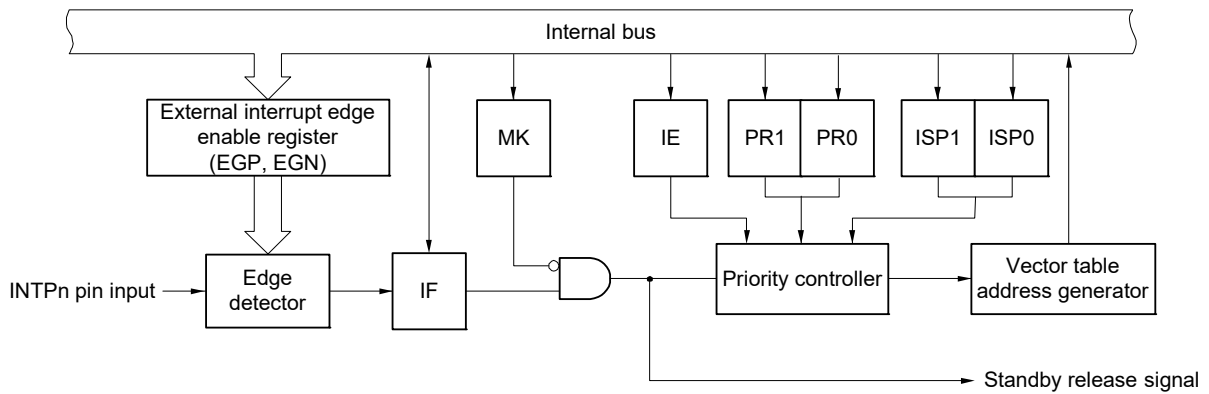 Internal bus
External interrupt edge
enable register
(EGP, EGN)
MK
IE
PR1
PR0
ISP1
ISP0
INTPn pin input
Edge
detector
IF
Priority controller
Vector table
address generator
Standby release signal